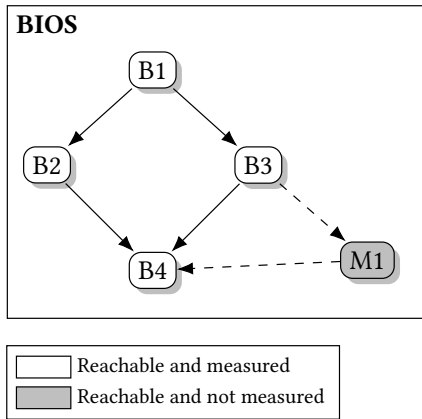 BIOS
B1
B2
B3
B4
M1
Reachable and measured
Reachable and not measured